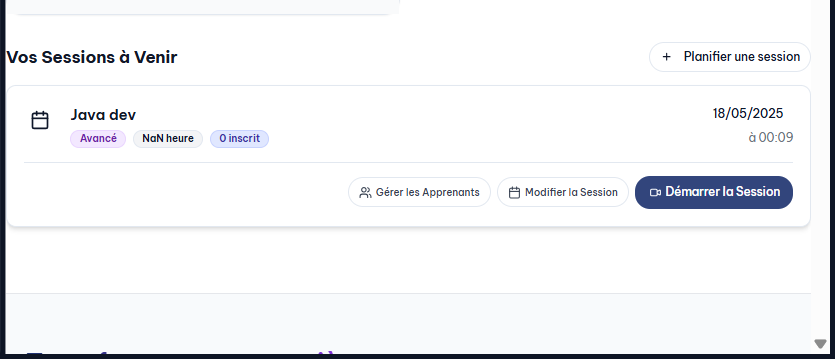 Vos Sessions à Venir
+ Planifier une session
Java dev
18/05/2025
Avancé NaN heure 0 inscrit
à 00:09
Gérer les Apprenants Modifier la Session Démarrer la Session